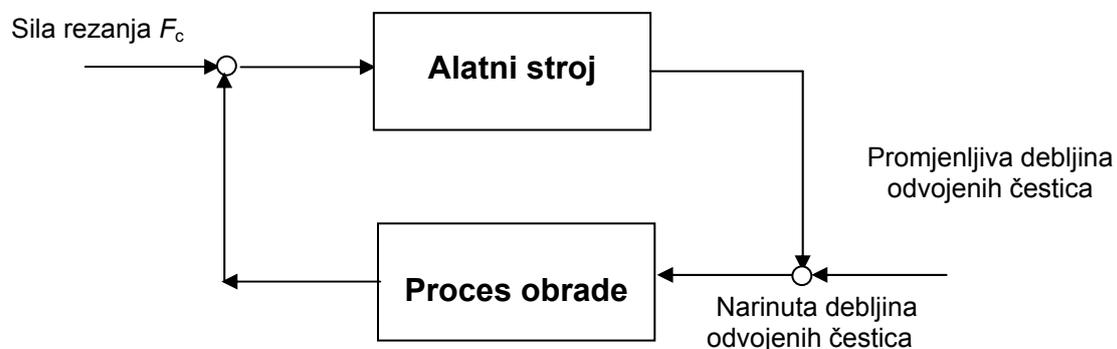 Sila rezanja Fc
Alatni stroj
Promjenljiva debljina
odvojenih čestica
Proces obrade
Narinuta debljina
odvojenih čestica